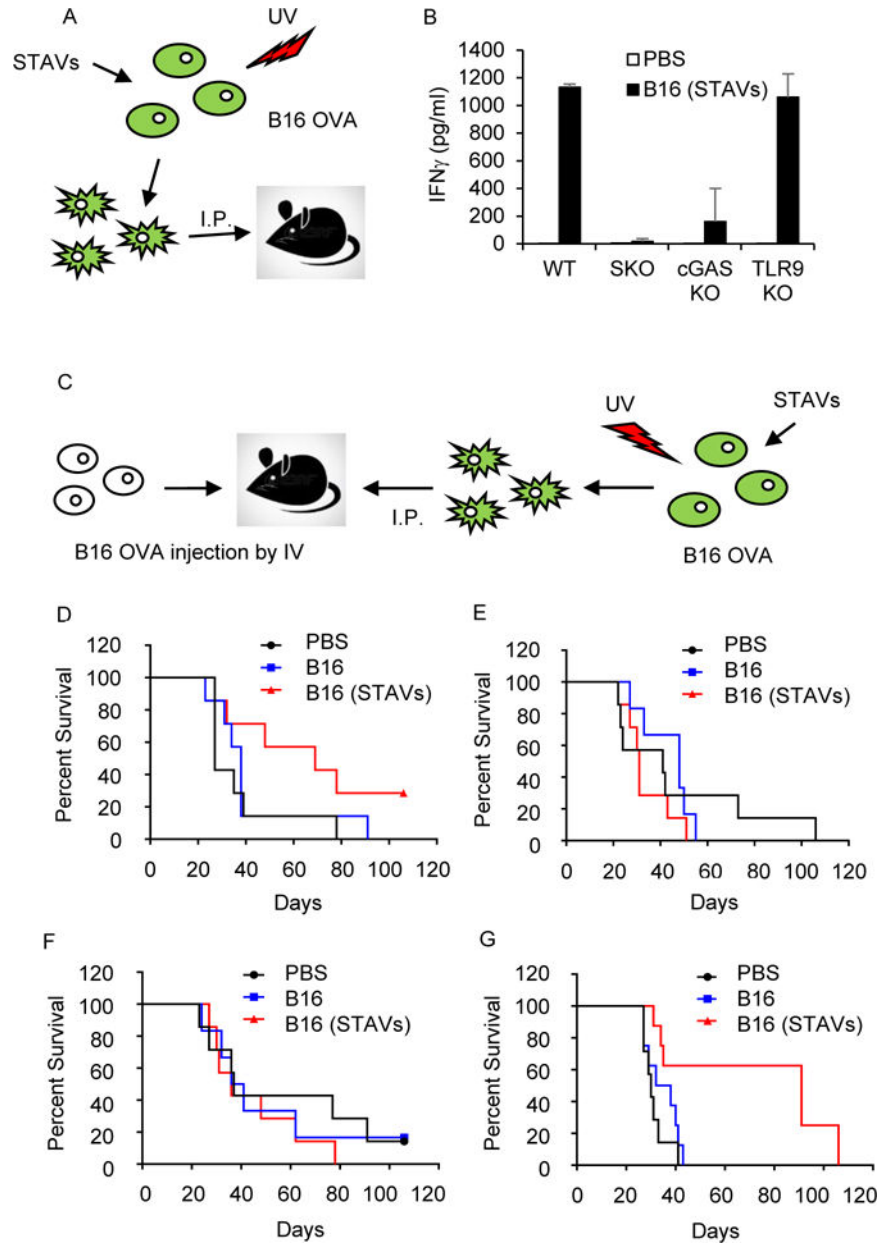 A
UV
STAVs
B16 OVA
I.P.
B
IFNγ (pg/ml)
1400
1200
1000
800
600
400
200
0
PBS
B16 (STAVs)
WT
SKO
cGAS
KO
TLR9
KO
C
UV
STAVs
I.P.
B16 OVA injection by IV
B16 OVA
D
Percent Survival
120
100
80
60
40
20
0
PBS
B16
B16 (STAVs)
0 20 40 60 80 100 120
Days
E
Percent Survival
120
100
80
60
40
20
0
PBS
B16
B16 (STAVs)
0 20 40 60 80 100 120
Days
F
Percent Survival
120
100
80
60
40
20
0
PBS
B16
B16 (STAVs)
0 20 40 60 80 100 120
Days
G
Percent Survival
120
100
80
60
40
20
0
PBS
B16
B16 (STAVs)
0 20 40 60 80 100 120
Days